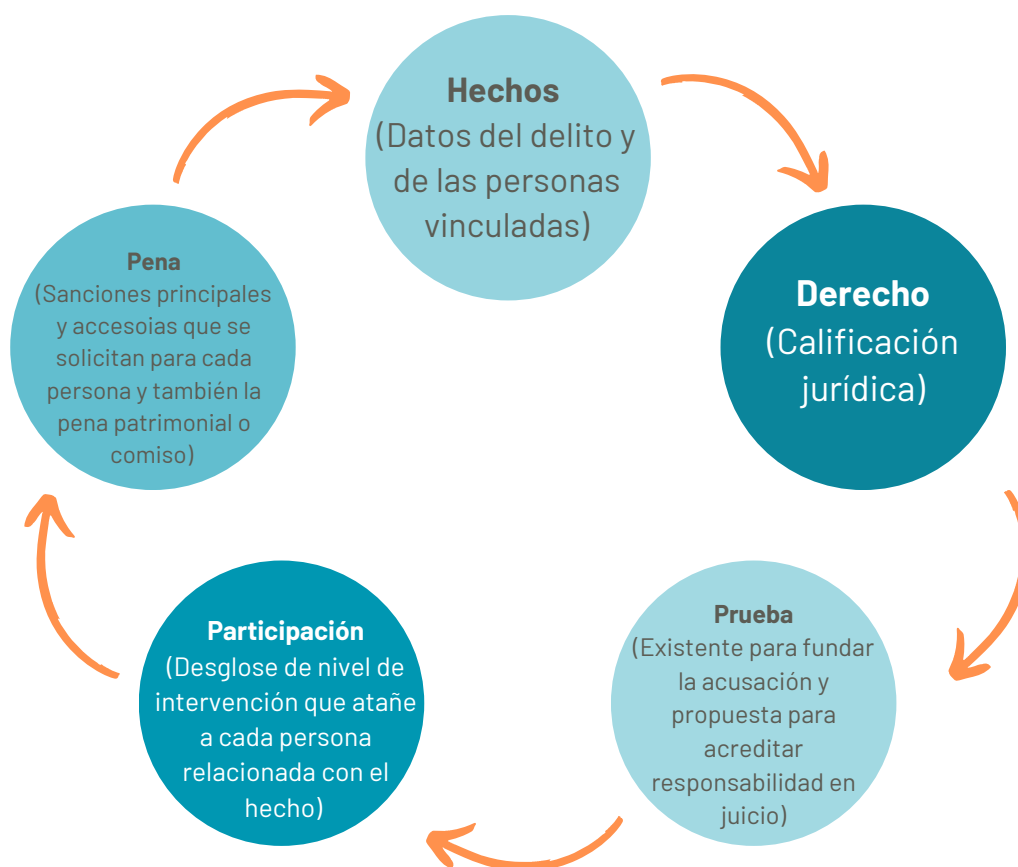 Hechos
(Datos del delito y
de las personas
vinculadas)
Derecho
(Calificación
jurídica)
Prueba
(Existente para fundar
la acusación y
propuesta para
acreditar
responsabilidad en
juicio)
Participación
(Desglose de nivel de
intervención que atañe
a cada persona
relacionada con el
hecho)
Pena
(Sanciones principales
y accesoias que se
solicitan para cada
persona y también la
pena patrimonial o
comiso)